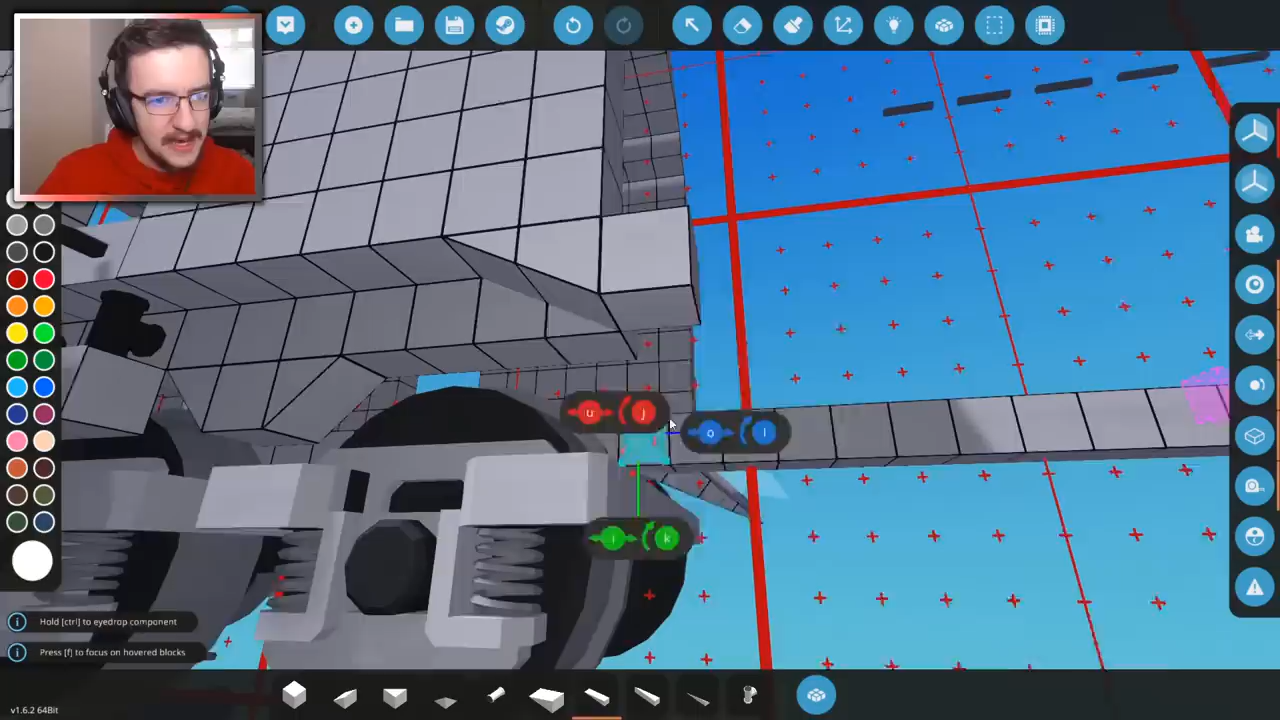 u j
o l
i k
Hold [ctrl] to eyedrop component
Press [f] to focus on hovered blocks
v1.6.2 64Bit